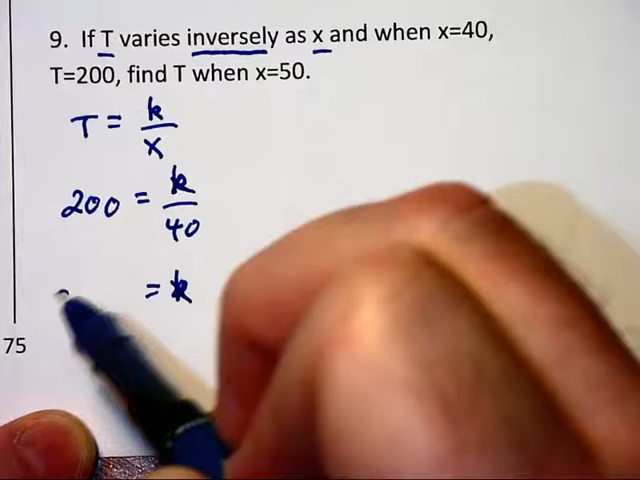 9. If T varies inversely as x and when x=40,
T=200, find T when x=50.
T = k/x
200 = k/40
= k
75